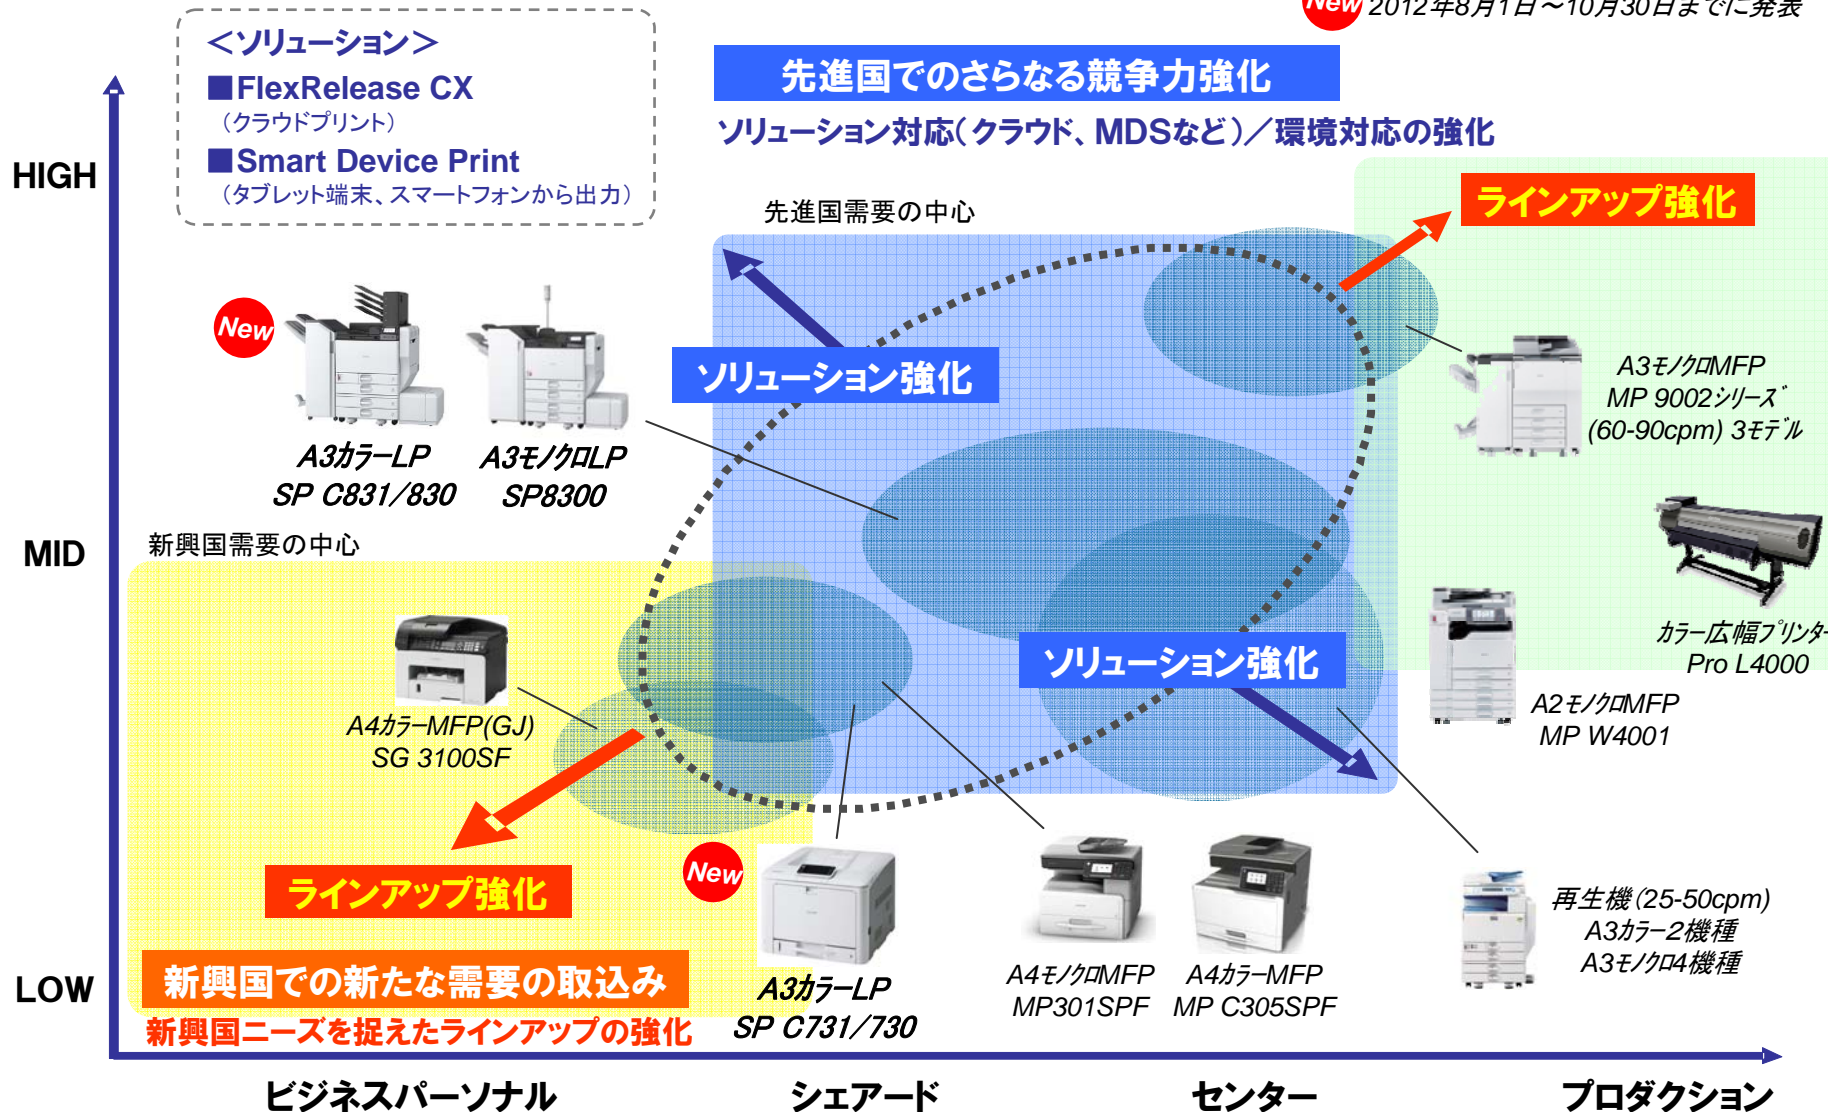 New 2012年8月1日～10月30日までに発表
＜ソリューション＞
■FlexRelease CX
（クラウドプリント）
■Smart Device Print
（タブレット端末、スマートフォンから出力）
先進国でのさらなる競争力強化
ソリューション対応（クラウド、MDSなど）／環境対応の強化
HIGH
先進国需要の中心
ラインアップ強化
New
ソリューション強化
A3カラーLP
SP C831/830
A3モノクロLP
SP8300
A3モノクロMFP
MP 9002シリーズ
(60-90cpm) 3モデル
MID
新興国需要の中心
カラー広幅プリンター
Pro L4000
A4カラーMFP(GJ)
SG 3100SF
ソリューション強化
A2モノクロMFP
MP W4001
ラインアップ強化
New
新興国での新たな需要の取込み
新興国ニーズを捉えたラインアップの強化
LOW
A3カラーLP
SP C731/730
A4モノクロMFP
MP301SPF
A4カラーMFP
MP C305SPF
再生機(25-50cpm)
A3カラー2機種
A3モノクロ4機種
ビジネスパーソナル
シェアード
センター
プロダクション